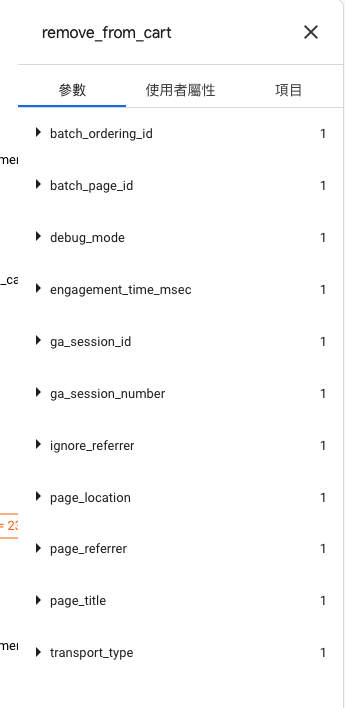 remove_from_cart
參數 使用者屬性 項目
batch_ordering_id 1
batch_page_id 1
debug_mode 1
engagement_time_msec 1
ga_session_id 1
ga_session_number 1
ignore_referrer 1
page_location 1
page_referrer 1
page_title 1
transport_type 1
mer
_ca
= 23
mer